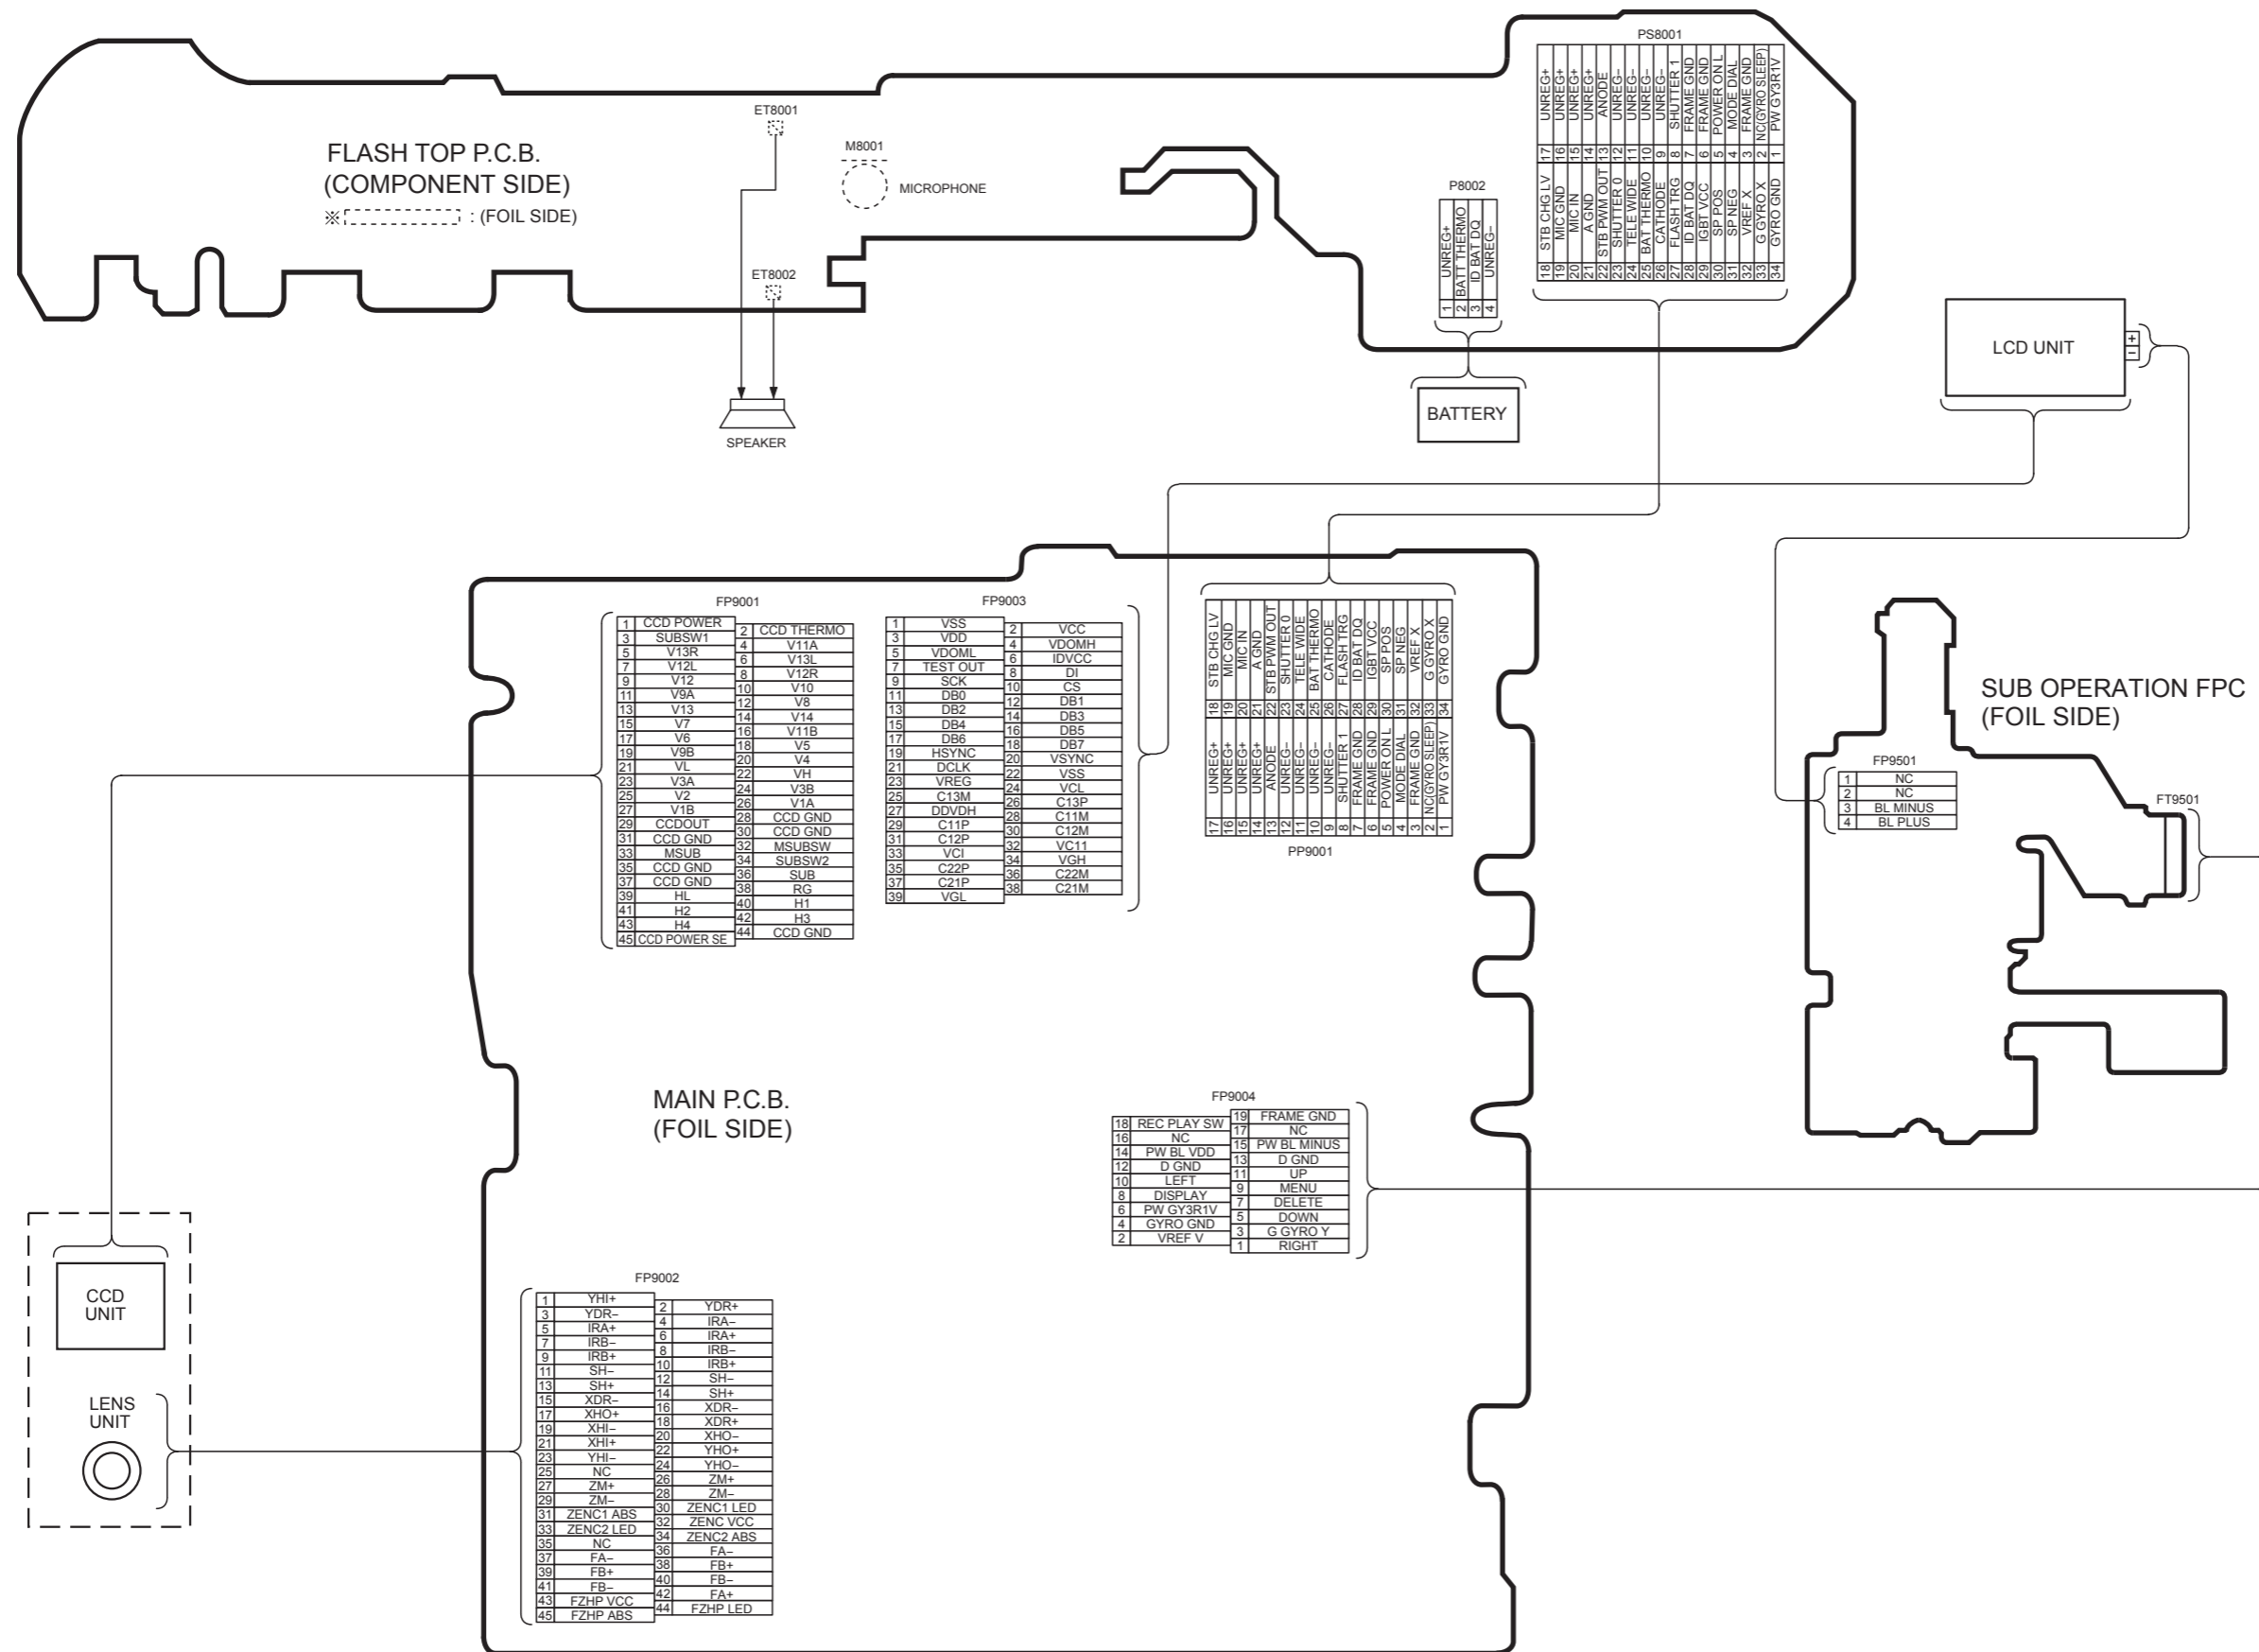 PS8001
17 UNREG+
16 UNREG+
15 UNREG+
14 UNREG+
13 ANODE
12 UNREG−
11 UNREG−
10 UNREG−
9 UNREG−
8 SHUTTER 1
7 FRAME GND
6 FRAME GND
5 POWER ON L
4 MODE DIAL
3 FRAME GND
2 NC(GYRO SLEEP)
1 PW GY3R1V
18 STB CHG LV
19 MIC GND
20 MIC IN
21 A GND
22 STB PWM OUT
23 SHUTTER 0
24 TELE WIDE
25 BAT THERMO
26 CATHODE
27 FLASH TRG
28 ID BAT DQ
29 IGBT VCC
30 SP POS
31 SP NEG
32 VREF X
33 G GYRO X
34 GYRO GND
ET8001
FLASH TOP P.C.B.
(COMPONENT SIDE)
※ : (FOIL SIDE)
M8001
MICROPHONE
P8002
1 UNREG+
2 BATT THERMO
3 ID BAT DQ
4 UNREG−
ET8002
SPEAKER
BATTERY
LCD UNIT
+
−
FP9001
1 CCD POWER
2 CCD THERMO
3 SUBSW1
4 V11A
5 V13R
6 V13L
7 V12L
8 V12R
9 V12
10 V10
11 V9A
12 V8
13 V13
14 V14
15 V7
16 V11B
17 V6
18 V5
19 V9B
20 V4
21 VL
22 VH
23 V3A
24 V3B
25 V2
26 V1A
27 V1B
28 CCD GND
29 CCDOUT
30 CCD GND
31 CCD GND
32 MSUBSW
33 MSUB
34 SUBSW2
35 CCD GND
36 SUB
37 CCD GND
38 RG
39 HL
40 H1
41 H2
42 H3
43 H4
44 CCD GND
45 CCD POWER SE
FP9003
1 VSS
2 VCC
3 VDD
4 VDOMH
5 VDOML
6 IDVCC
7 TEST OUT
8 DI
9 SCK
10 CS
11 DB0
12 DB1
13 DB2
14 DB3
15 DB4
16 DB5
17 DB6
18 DB7
19 HSYNC
20 VSYNC
21 DCLK
22 VSS
23 VREG
24 VCL
25 C13M
26 C13P
27 DDVDH
28 C11M
29 C11P
30 C12M
31 C12P
32 VC11
33 VCI
34 VGH
35 C22P
36 C22M
37 C21P
38 C21M
39 VGL
18 STB CHG LV
19 MIC GND
20 MIC IN
21 A GND
22 STB PWM OUT
23 SHUTTER 0
24 TELE WIDE
25 BAT THERMO
26 CATHODE
27 FLASH TRG
28 ID BAT DQ
29 IGBT VCC
30 SP POS
31 SP NEG
32 VREF X
33 G GYRO X
34 GYRO GND
17 UNREG+
16 UNREG+
15 UNREG+
14 UNREG+
13 ANODE
12 UNREG−
11 UNREG−
10 UNREG−
9 UNREG−
8 SHUTTER 1
7 FRAME GND
6 FRAME GND
5 POWER ON L
4 MODE DIAL
3 FRAME GND
2 NC(GYRO SLEEP)
1 PW GY3R1V
PP9001
SUB OPERATION FPC
(FOIL SIDE)
FP9501
1 NC
2 NC
3 BL MINUS
4 BL PLUS
FT9501
MAIN P.C.B.
(FOIL SIDE)
FP9004
19 FRAME GND
18 REC PLAY SW
17 NC
16 NC
15 PW BL MINUS
14 PW BL VDD
13 D GND
12 D GND
11 UP
10 LEFT
9 MENU
8 DISPLAY
7 DELETE
6 PW GY3R1V
5 DOWN
4 GYRO GND
3 G GYRO Y
2 VREF V
1 RIGHT
CCD
UNIT
LENS
UNIT
FP9002
1 YHI+
2 YDR+
3 YDR−
4 IRA−
5 IRA+
6 IRA+
7 IRB−
8 IRB−
9 IRB+
10 IRB+
11 SH−
12 SH−
13 SH+
14 SH+
15 XDR−
16 XDR−
17 XHO+
18 XDR+
19 XHI−
20 XHO−
21 XHI+
22 YHO+
23 YHI−
24 YHO−
25 NC
26 ZM+
27 ZM+
28 ZM−
29 ZM−
30 ZENC1 LED
31 ZENC1 ABS
32 ZENC VCC
33 ZENC2 LED
34 ZENC2 ABS
35 NC
36 FA−
37 FA−
38 FB+
39 FB+
40 FB−
41 FB−
42 FA+
43 FZHP VCC
44 FZHP LED
45 FZHP ABS